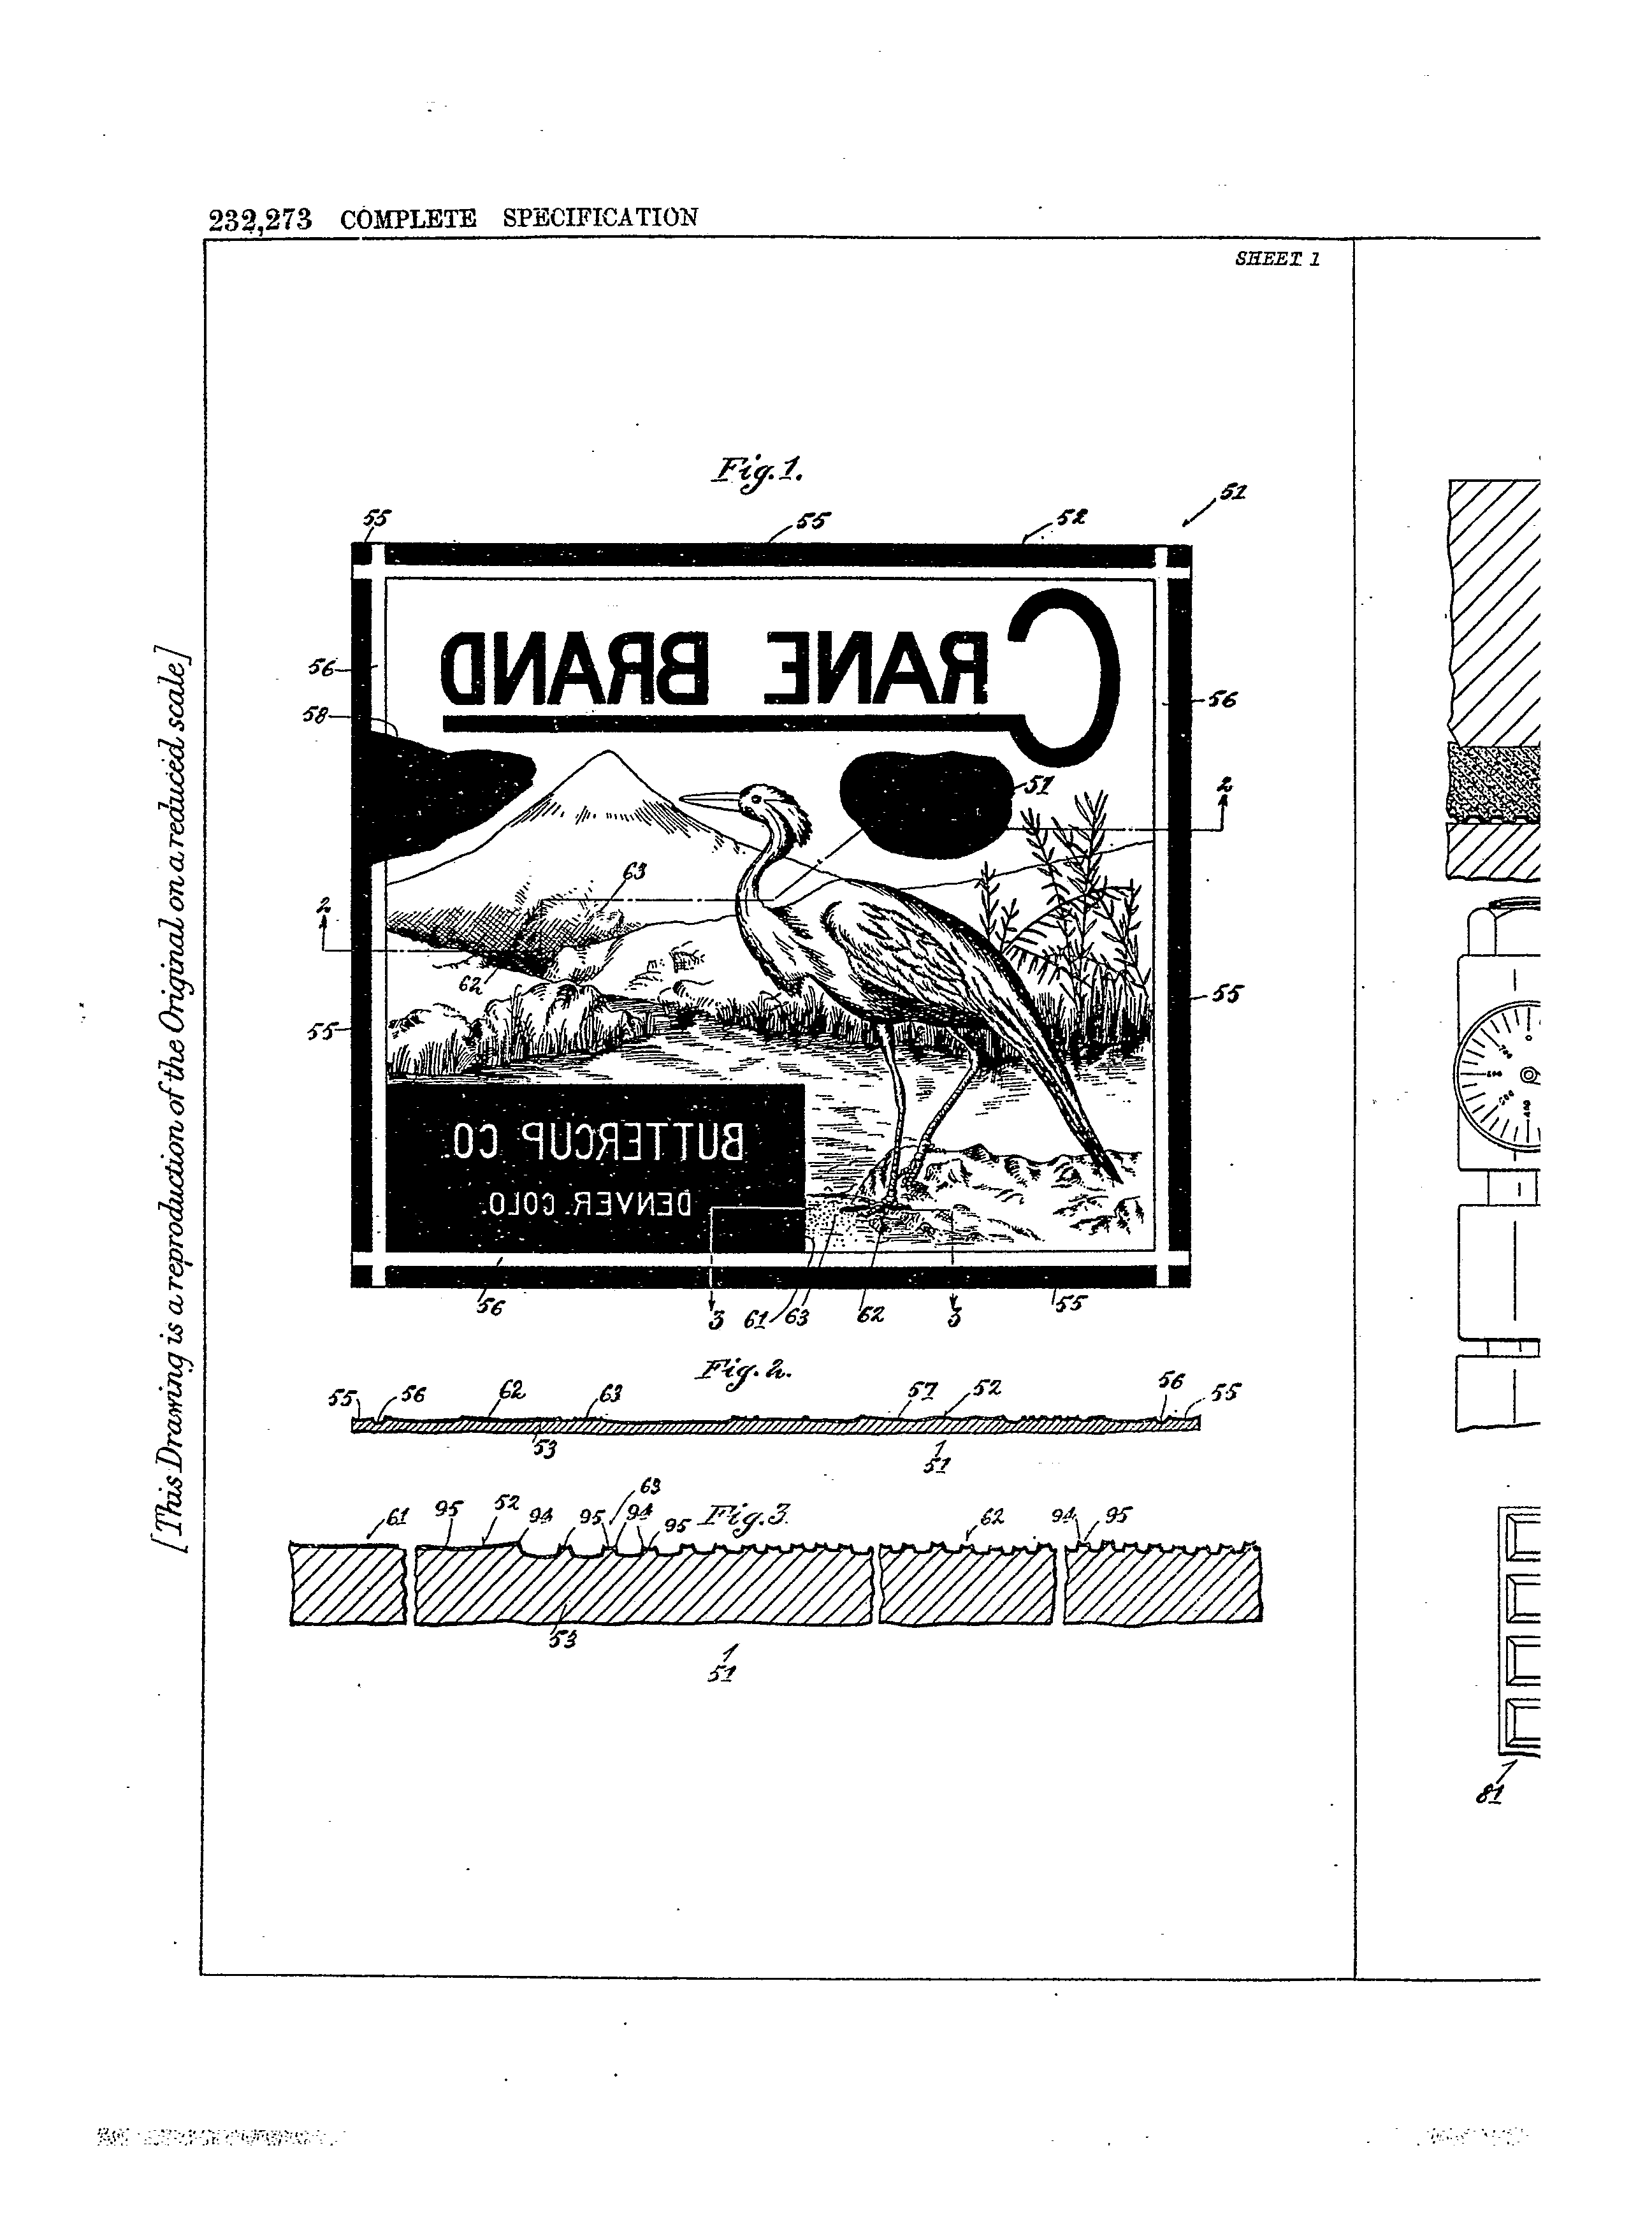 232,273 COMPLETE SPECIFICATION
SHEET 1
[This Drawing is a reproduction of the Original on a reduced scale]
Fig.1.
51
55 55 52
CRANE BRAND
56
58
56
51
2
63
2
62
55
55
BUTTERCUP CO.
DENVER. COLO.
56 3 61 63 62 3 55
Fig.2.
55 56 62 63 57 52 56 55
53
51
63
61 95 52 94 95 94 95 Fig.3. 62 94 95
53
51
81